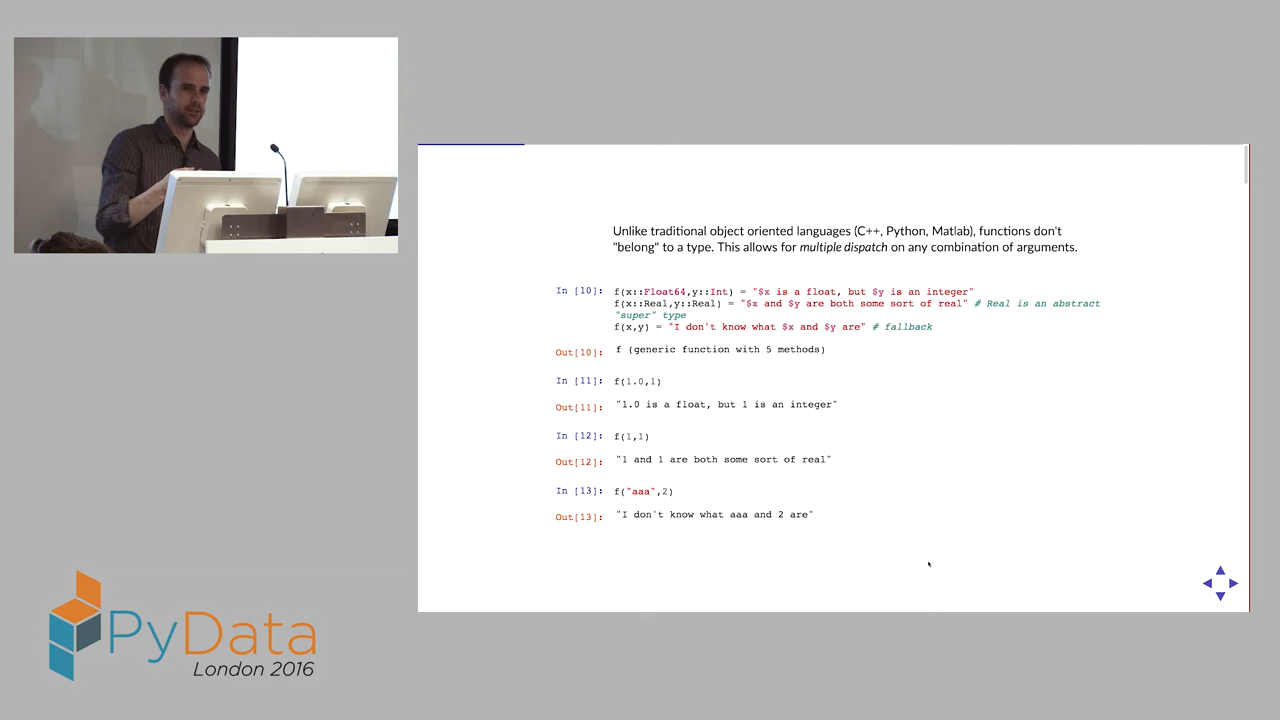 Unlike traditional object oriented languages (C++, Python, Matlab), functions don't
"belong" to a type. This allows for multiple dispatch on any combination of arguments.
In [10]: f(x::Float64,y::Int) = "$x is a float, but $y is an integer"
f(x::Real,y::Real) = "$x and $y are both some sort of real" # Real is an abstract
"super" type
f(x,y) = "I don't know what $x and $y are" # fallback
Out[10]: f (generic function with 5 methods)
In [11]: f(1.0,1)
Out[11]: "1.0 is a float, but 1 is an integer"
In [12]: f(1,1)
Out[12]: "1 and 1 are both some sort of real"
In [13]: f("aaa",2)
Out[13]: "I don't know what aaa and 2 are"
PyData
London 2016